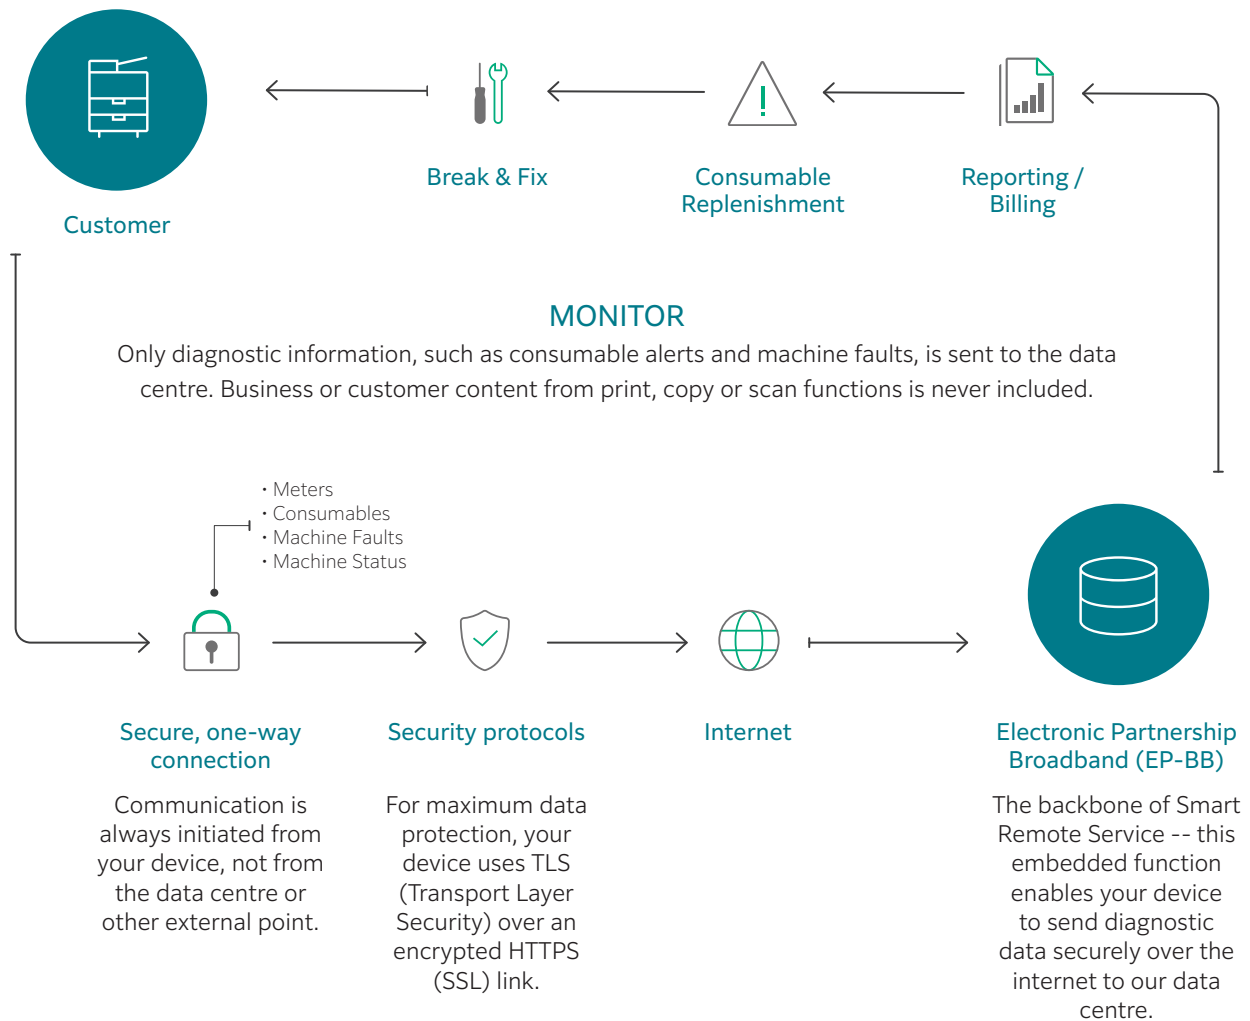 Customer
Break & Fix
Consumable
Replenishment
Reporting /
Billing
MONITOR
Only diagnostic information, such as consumable alerts and machine faults, is sent to the data
centre. Business or customer content from print, copy or scan functions is never included.
· Meters
· Consumables
· Machine Faults
· Machine Status
Secure, one-way
connection
Communication is
always initiated from
your device, not from
the data centre or
other external point.
Security protocols
For maximum data
protection, your
device uses TLS
(Transport Layer
Security) over an
encrypted HTTPS
(SSL) link.
Internet
Electronic Partnership
Broadband (EP-BB)
The backbone of Smart
Remote Service -- this
embedded function
enables your device
to send diagnostic
data securely over the
internet to our data
centre.